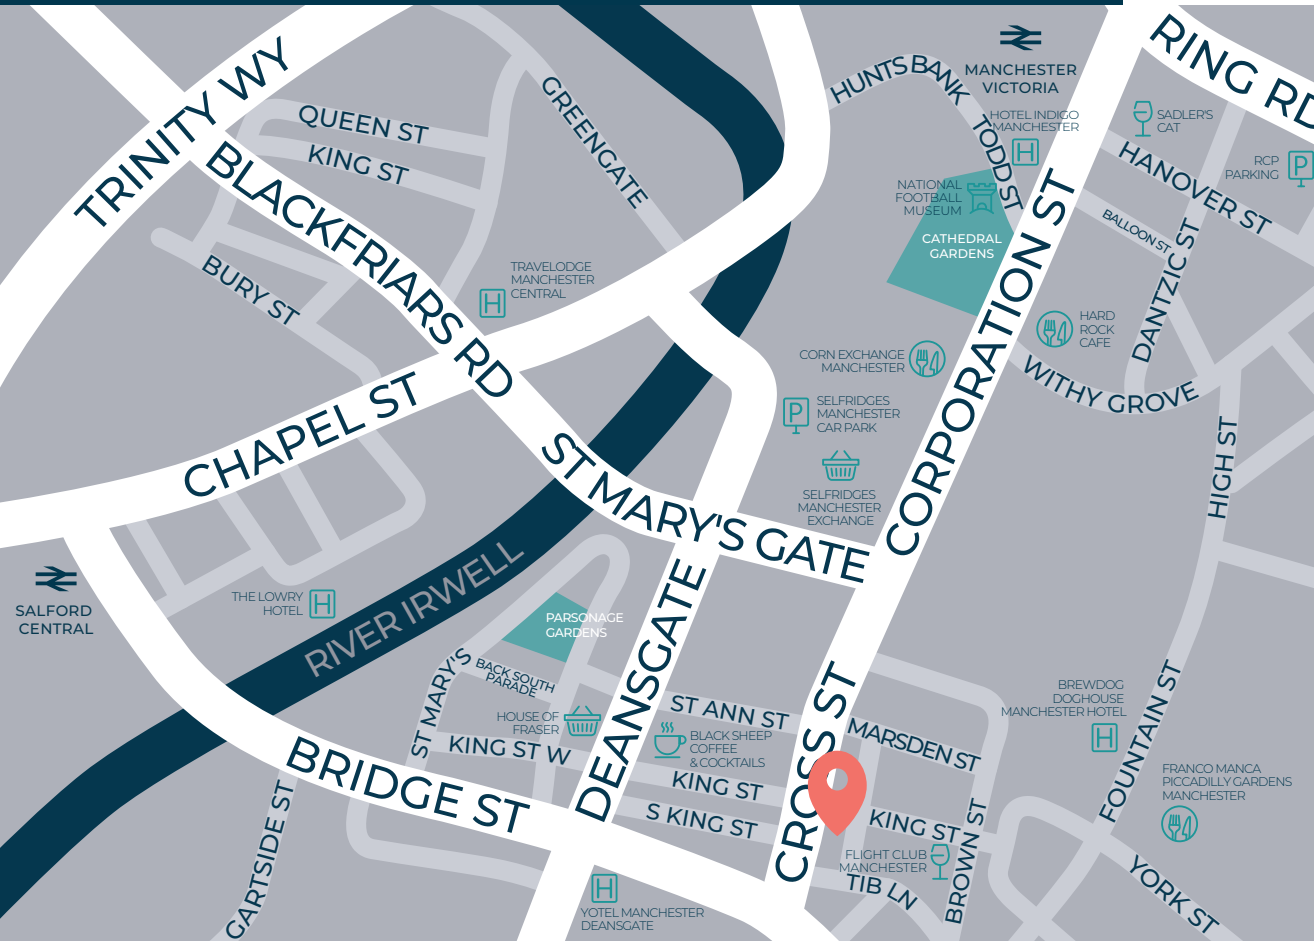 RING RD
MANCHESTER
VICTORIA
TRINITY WY
QUEEN ST
KING ST
GREENGATE
HUNTS BANK
TODD ST
HOTEL INDIGO
MANCHESTER
SADLER'S
CAT
RCP
PARKING
HANOVER ST
BALLOON ST
DANTZIC ST
NATIONAL
FOOTBALL
MUSEUM
CATHEDRAL
GARDENS
BLACKFRIARS RD
BURY ST
TRAVELODGE
MANCHESTER
CENTRAL
CORPORATION ST
HARD
ROCK
CAFE
CORN EXCHANGE
MANCHESTER
WITHY GROVE
CHAPEL ST
SELFRIDGES
MANCHESTER
CAR PARK
HIGH ST
SELFRIDGES
MANCHESTER
EXCHANGE
ST MARY'S GATE
RIVER IRWELL
SALFORD
CENTRAL
THE LOWRY
HOTEL
PARSONAGE
GARDENS
DEANSGATE
ST MARY'S
BACK SOUTH
PARADE
HOUSE OF
FRASER
KING ST W
ST ANN ST
BLACK SHEEP
COFFEE
& COCKTAILS
KING ST
S KING ST
CROSS ST
MARSDEN ST
KING ST
BREWDOG
DOGHOUSE
MANCHESTER HOTEL
FOUNTAIN ST
FRANCO MANCA
PICCADILLY GARDENS
MANCHESTER
BRIDGE ST
GARTSIDE ST
FLIGHT CLUB
MANCHESTER
TIB LN
BROWN ST
YORK ST
YOTEL MANCHESTER
DEANSGATE
H
H
H
H
H
P
P